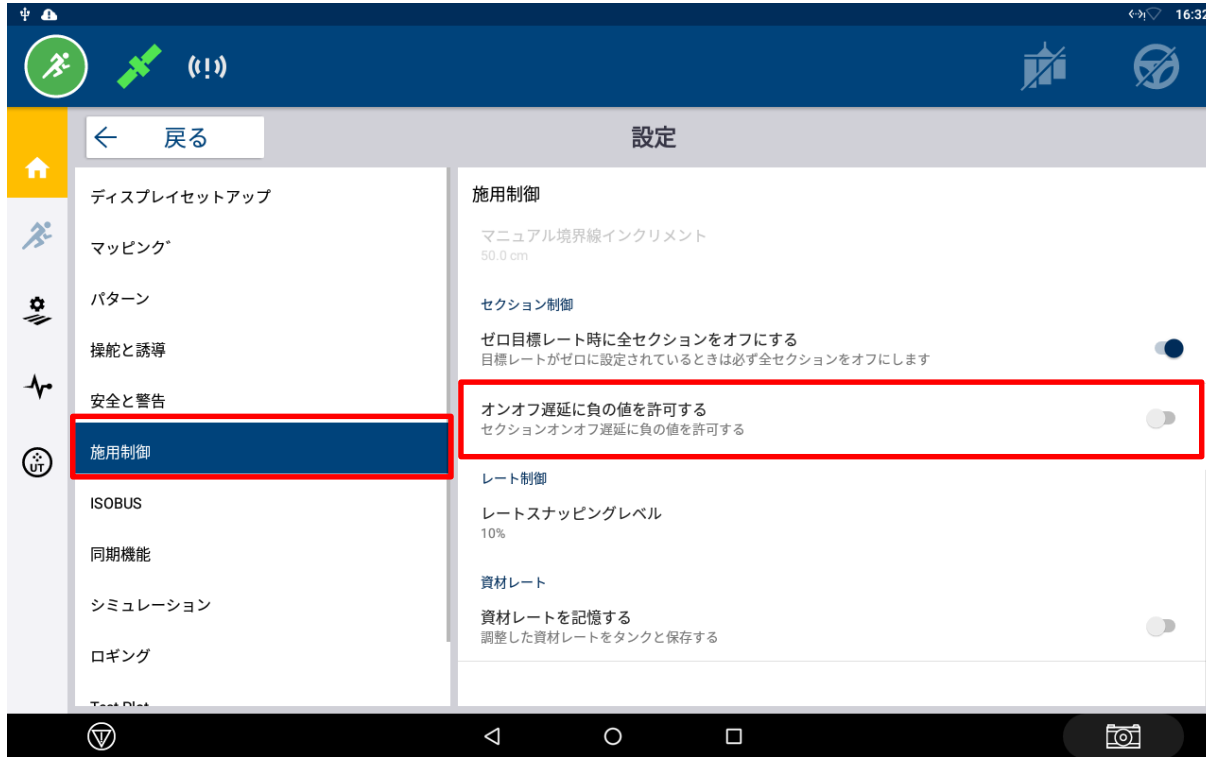 16:32
戻る
設定
ディスプレイセットアップ
マッピング
パターン
操舵と誘導
安全と警告
施用制御
ISOBUS
同期機能
シミュレーション
ロギング
Test Plot
施用制御
マニュアル境界線インクリメント
50.0 cm
セクション制御
ゼロ目標レート時に全セクションをオフにする
目標レートがゼロに設定されているときは必ず全セクションをオフにします
オンオフ遅延に負の値を許可する
セクションオンオフ遅延に負の値を許可する
レート制御
レートスナッピングレベル
10%
資材レート
資材レートを記憶する
調整した資材レートをタンクと保存する
UT